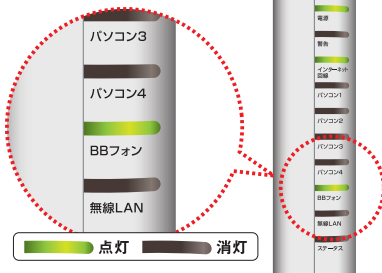 パソコン3
パソコン4
BBフォン
無線LAN
点灯
消灯
電源
警告
インターネット
回線
パソコン1
パソコン2
パソコン3
パソコン4
BBフォン
無線LAN
ステータス